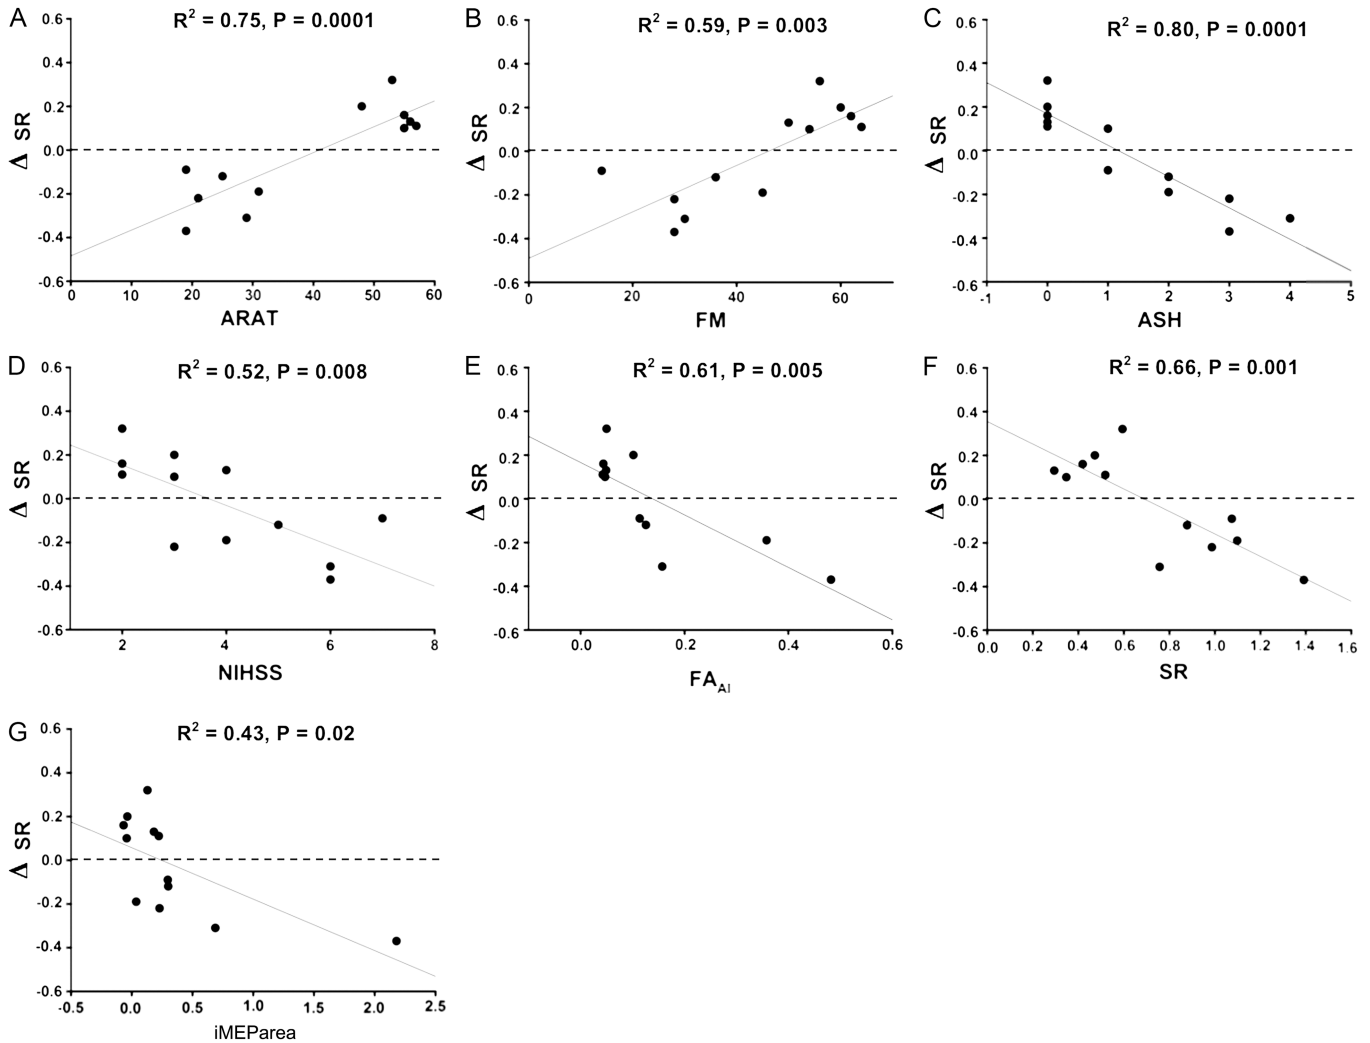 A
R² = 0.75, P = 0.0001
0.6
0.4
0.2
0.0
-0.2
-0.4
-0.6
Δ SR
0 10 20 30 40 50 60
ARAT
B
R² = 0.59, P = 0.003
0.6
0.4
0.2
0.0
-0.2
-0.4
-0.6
Δ SR
0 20 40 60
FM
C
R² = 0.80, P = 0.0001
0.6
0.4
0.2
0.0
-0.2
-0.4
-0.6
Δ SR
-1 0 1 2 3 4 5
ASH
D
R² = 0.52, P = 0.008
0.6
0.4
0.2
0.0
-0.2
-0.4
-0.6
Δ SR
2 4 6 8
NIHSS
E
R² = 0.61, P = 0.005
0.6
0.4
0.2
0.0
-0.2
-0.4
-0.6
Δ SR
0.0 0.2 0.4 0.6
FA_AI
F
R² = 0.66, P = 0.001
0.6
0.4
0.2
0.0
-0.2
-0.4
-0.6
Δ SR
0.0 0.2 0.4 0.6 0.8 1.0 1.2 1.4 1.6
SR
G
R² = 0.43, P = 0.02
0.6
0.4
0.2
0.0
-0.2
-0.4
-0.6
Δ SR
-0.5 0.0 0.5 1.0 1.5 2.0 2.5
iMEParea